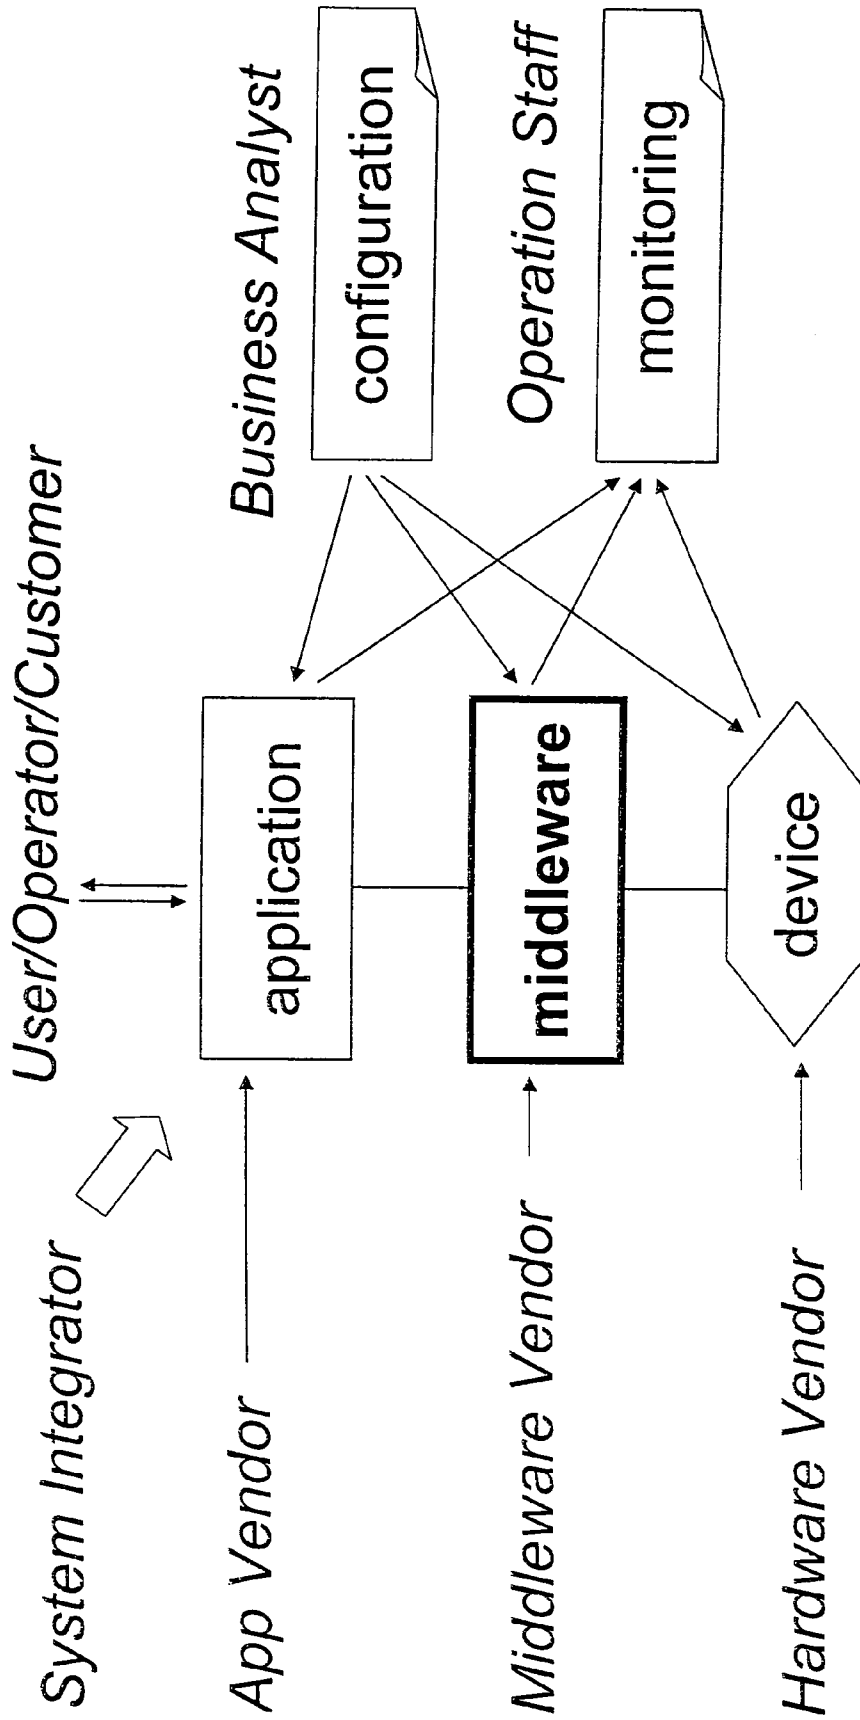 User/Operator/Customer
System Integrator
App Vendor
application
Business Analyst
configuration
Middleware Vendor
middleware
Operation Staff
monitoring
Hardware Vendor
device